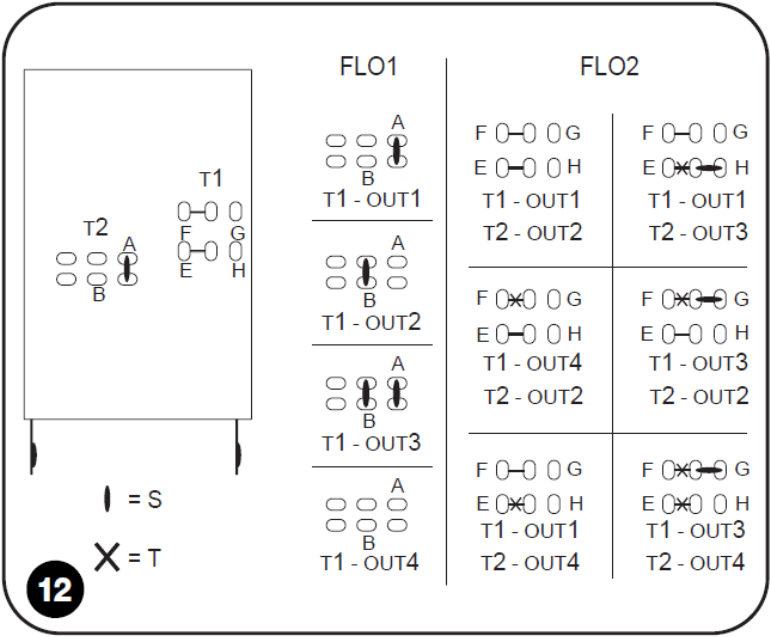 FLO1
FLO2
T1
F G
E H
T2
A
B
A
B
T1 - OUT1
A
B
T1 - OUT2
A
B
T1 - OUT3
A
B
T1 - OUT4
F G
E H
T1 - OUT1
T2 - OUT2
F G
E H
T1 - OUT1
T2 - OUT3
F G
E H
T1 - OUT4
T2 - OUT2
F G
E H
T1 - OUT3
T2 - OUT2
F G
E H
T1 - OUT1
T2 - OUT4
F G
E H
T1 - OUT3
T2 - OUT4
= S
= T
12